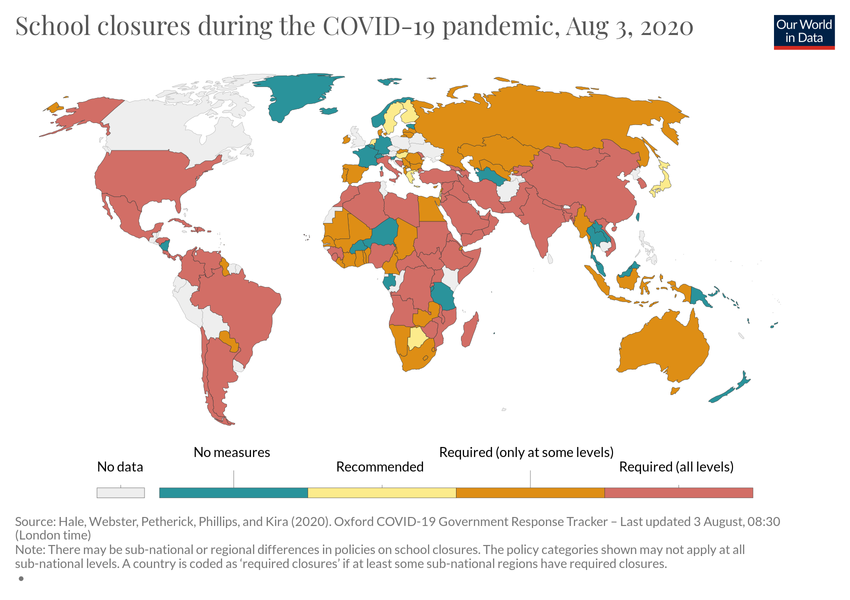 School closures during the COVID-19 pandemic, Aug 3, 2020
Our World
in Data
No data
No measures
Recommended
Required (only at some levels)
Required (all levels)
Source: Hale, Webster, Petherick, Phillips, and Kira (2020). Oxford COVID-19 Government Response Tracker – Last updated 3 August, 08:30
(London time)
Note: There may be sub-national or regional differences in policies on school closures. The policy categories shown may not apply at all
sub-national levels. A country is coded as 'required closures' if at least some sub-national regions have required closures.
•